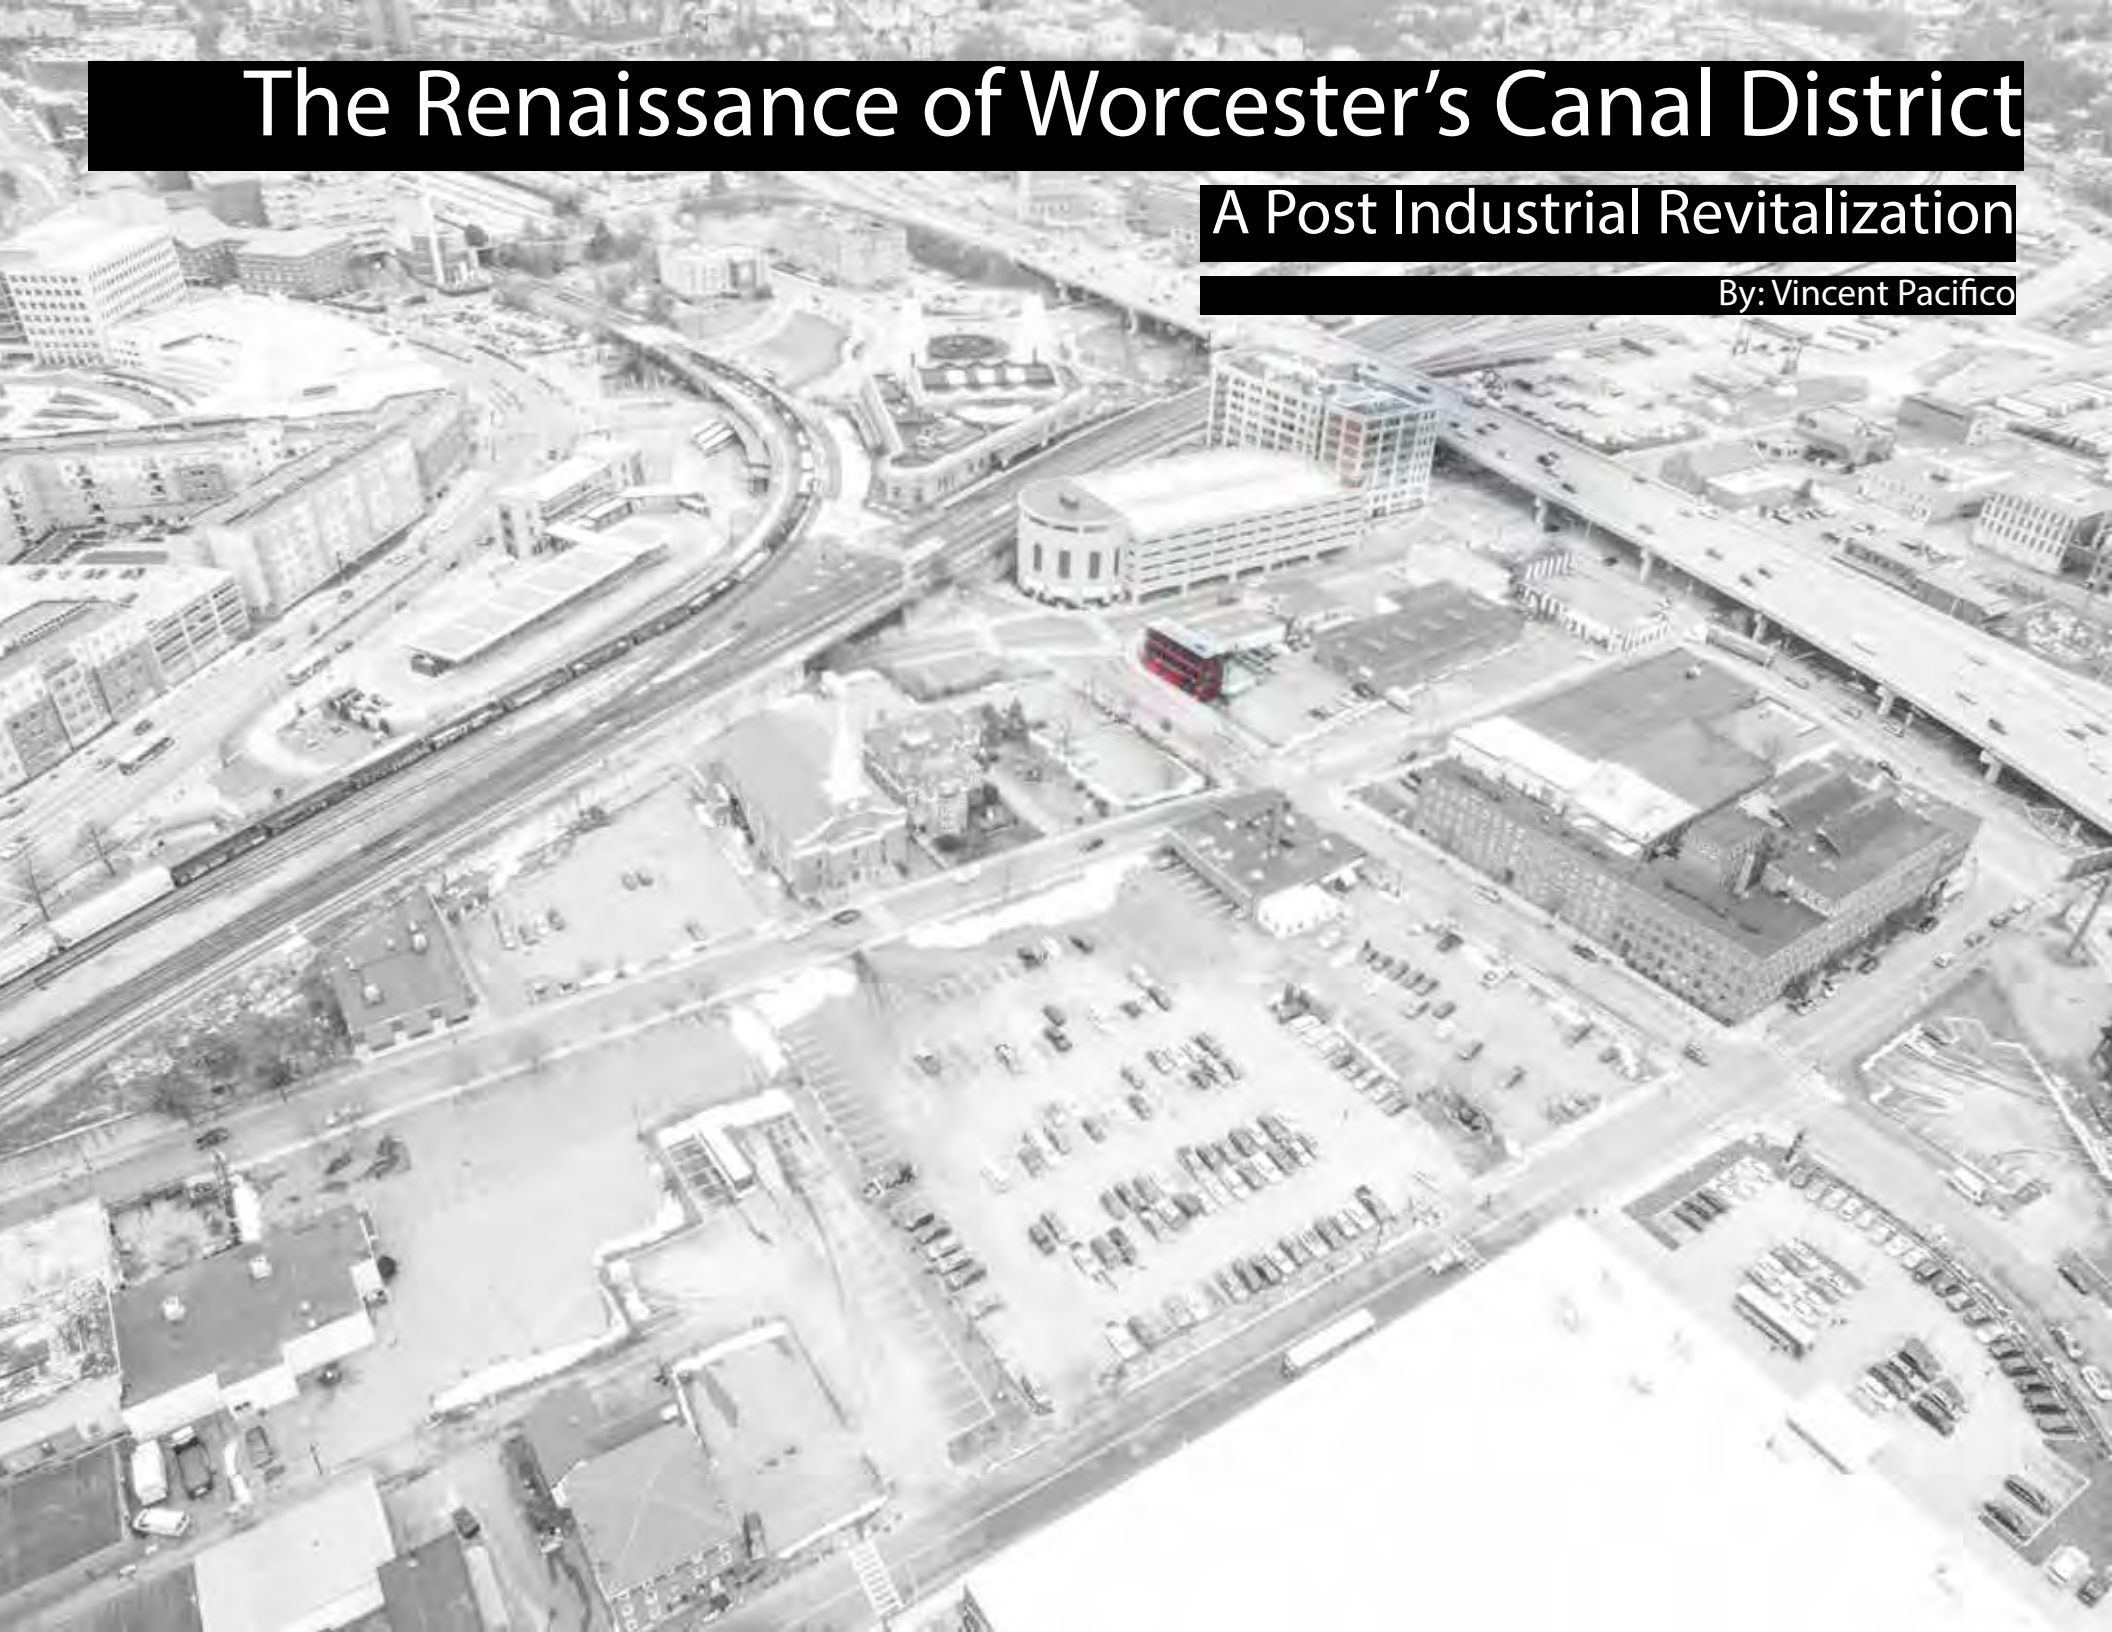 The Renaissance of Worcester’s Canal District
A Post Industrial Revitalization
By: Vincent Pacifico